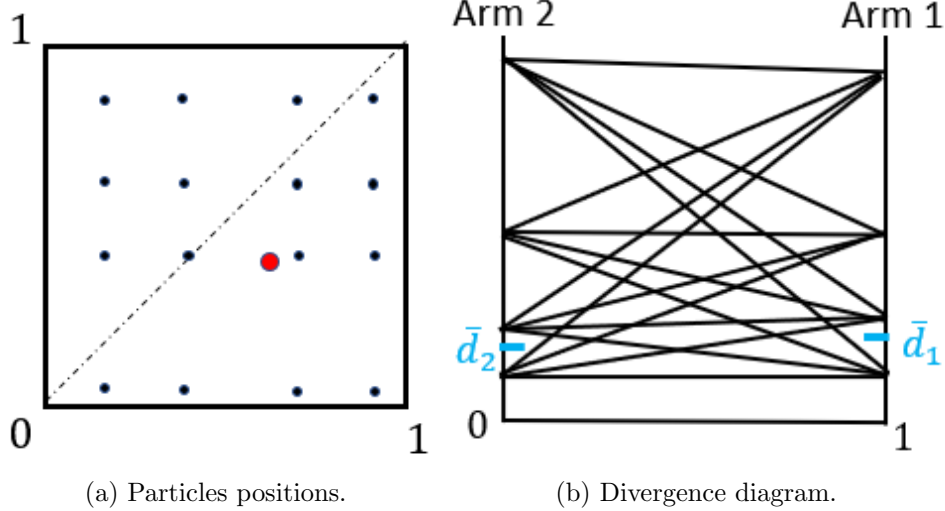 1
0
1
(a) Particles positions.
Arm 2
Arm 1
d̄₂
d̄₁
0
1
(b) Divergence diagram.